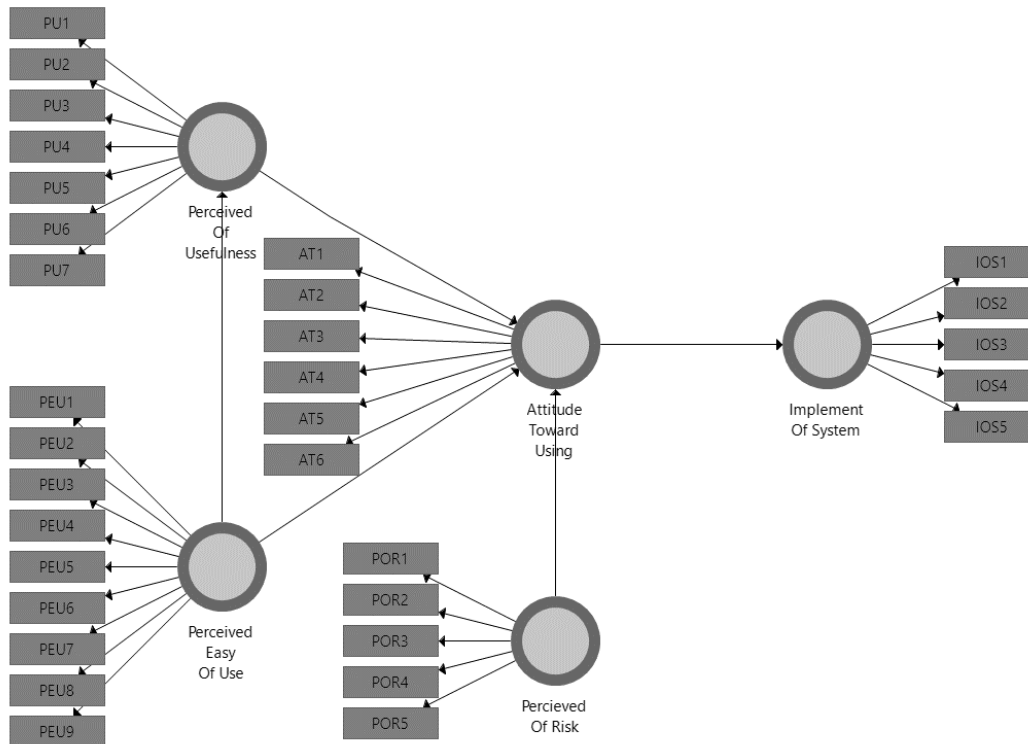 PU1
PU2
PU3
PU4
PU5
PU6
PU7
Perceived
Of
Usefulness
AT1
AT2
AT3
AT4
AT5
AT6
Attitude
Toward
Using
IOS1
IOS2
IOS3
IOS4
IOS5
Implement
Of System
PEU1
PEU2
PEU3
PEU4
PEU5
PEU6
PEU7
PEU8
PEU9
Perceived
Easy
Of Use
POR1
POR2
POR3
POR4
POR5
Percieved
Of Risk